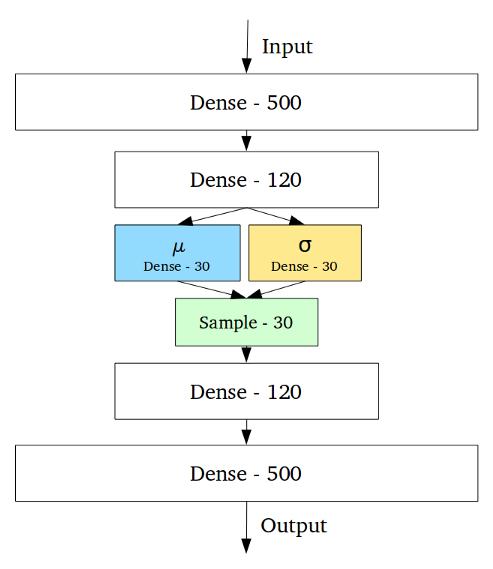 Input
Dense - 500
Dense - 120
μ
Dense - 30
σ
Dense - 30
Sample - 30
Dense - 120
Dense - 500
Output